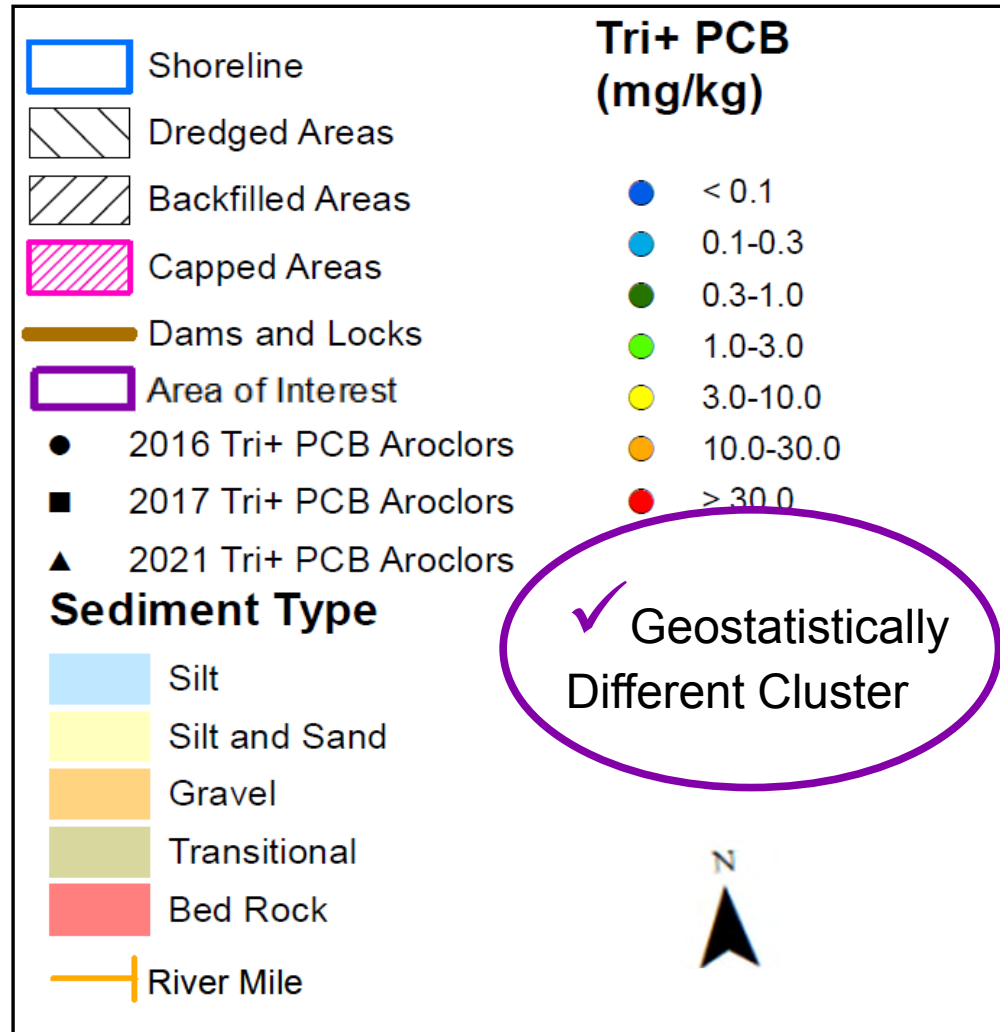 Shoreline
Dredged Areas
Backfilled Areas
Capped Areas
Dams and Locks
Area of Interest
2016 Tri+ PCB Aroclors
2017 Tri+ PCB Aroclors
2021 Tri+ PCB Aroclors
Sediment Type
Silt
Silt and Sand
Gravel
Transitional
Bed Rock
River Mile
Tri+ PCB
(mg/kg)
< 0.1
0.1-0.3
0.3-1.0
1.0-3.0
3.0-10.0
10.0-30.0
> 30.0
✓ Geostatistically
Different Cluster
N